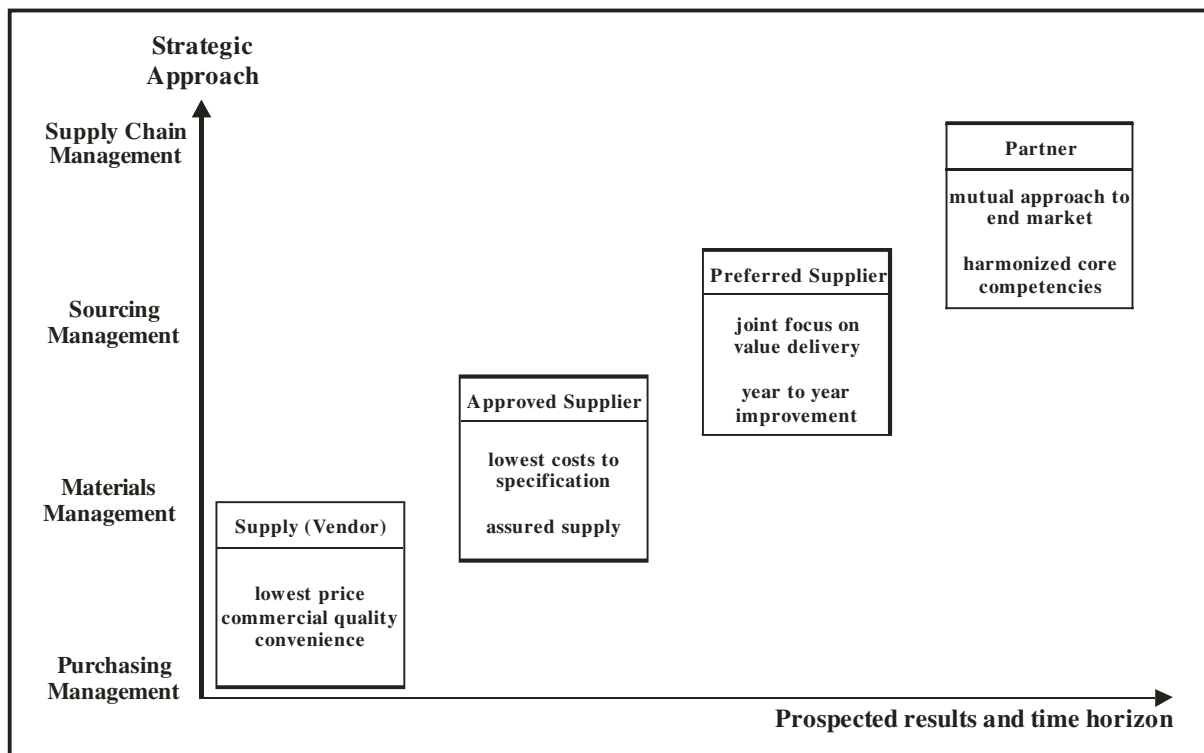 Strategic
Approach
Supply Chain
Management
Partner
mutual approach to
end market
harmonized core
competencies
Sourcing
Management
Preferred Supplier
joint focus on
value delivery
year to year
improvement
Approved Supplier
lowest costs to
specification
assured supply
Materials
Management
Supply (Vendor)
lowest price
commercial quality
convenience
Purchasing
Management
Prospected results and time horizon